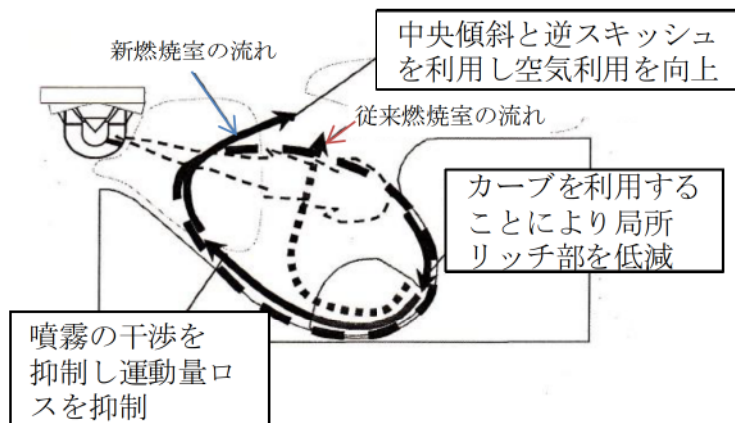 新燃焼室の流れ
中央傾斜と逆スキッシュ
を利用し空気利用を向上
従来燃焼室の流れ
カーブを利用する
ことにより局所
リッチ部を低減
噴霧の干渉を
抑制し運動量ロ
スを抑制